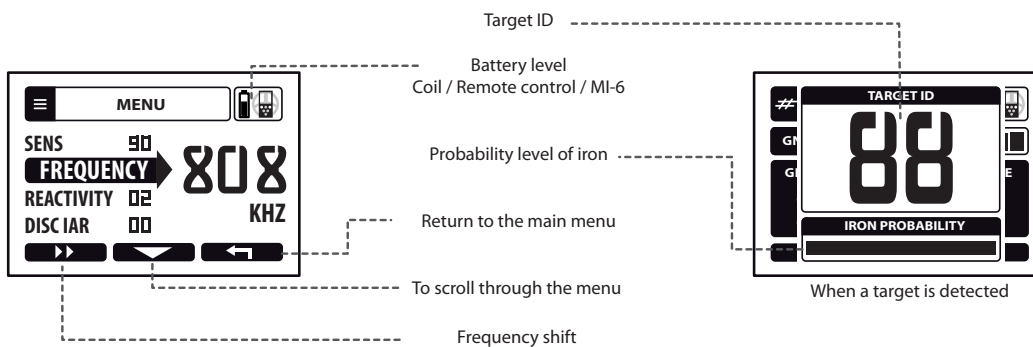 Target ID
Battery level
Coil / Remote control / MI-6
MENU
SENS 90
FREQUENCY 808
REACTIVITY 02
KHZ
DISC IAR 00
Probability level of iron
Return to the main menu
To scroll through the menu
Frequency shift
TARGET ID
88
IRON PROBABILITY
When a target is detected